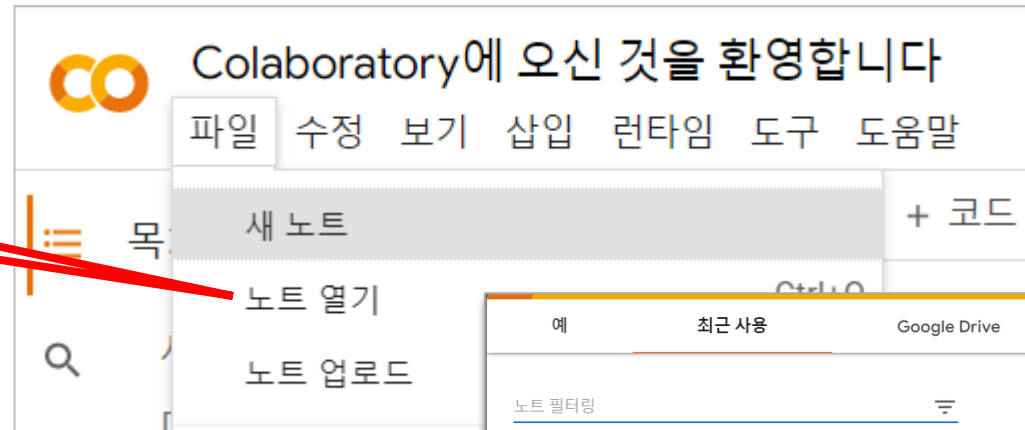 Colaboratory에 오신 것을 환영합니다
파일 수정 보기 삽입 런타임 도구 도움말
새 노트
+ 코드
목
노트 열기
Ctrl+O
예 최근 사용 Google Drive
노트 업로드
노트 필터링